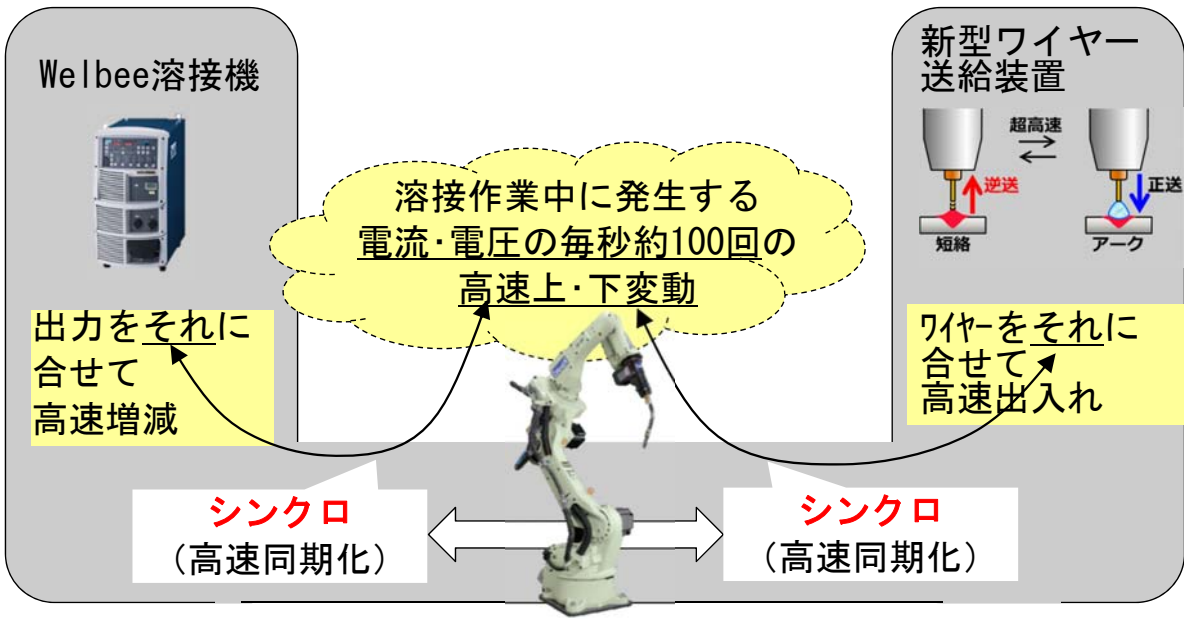 Welbee溶接機
新型ワイヤー
送給装置
超高速
逆送
正送
短絡
アーク
溶接作業中に発生する
電流・電圧の毎秒約100回の
高速上・下変動
出力をそれに
合せて
高速増減
ﾜｲﾔｰをそれに
合せて
高速出入れ
シンクロ
（高速同期化）
シンクロ
（高速同期化）